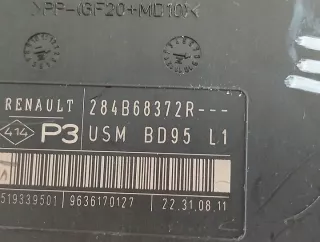 >PP-(GF20+MD10)<
RENAULT 284B68372R---
414 P3 USM BD95 L1
519339501 9636170127 22.31.08.11